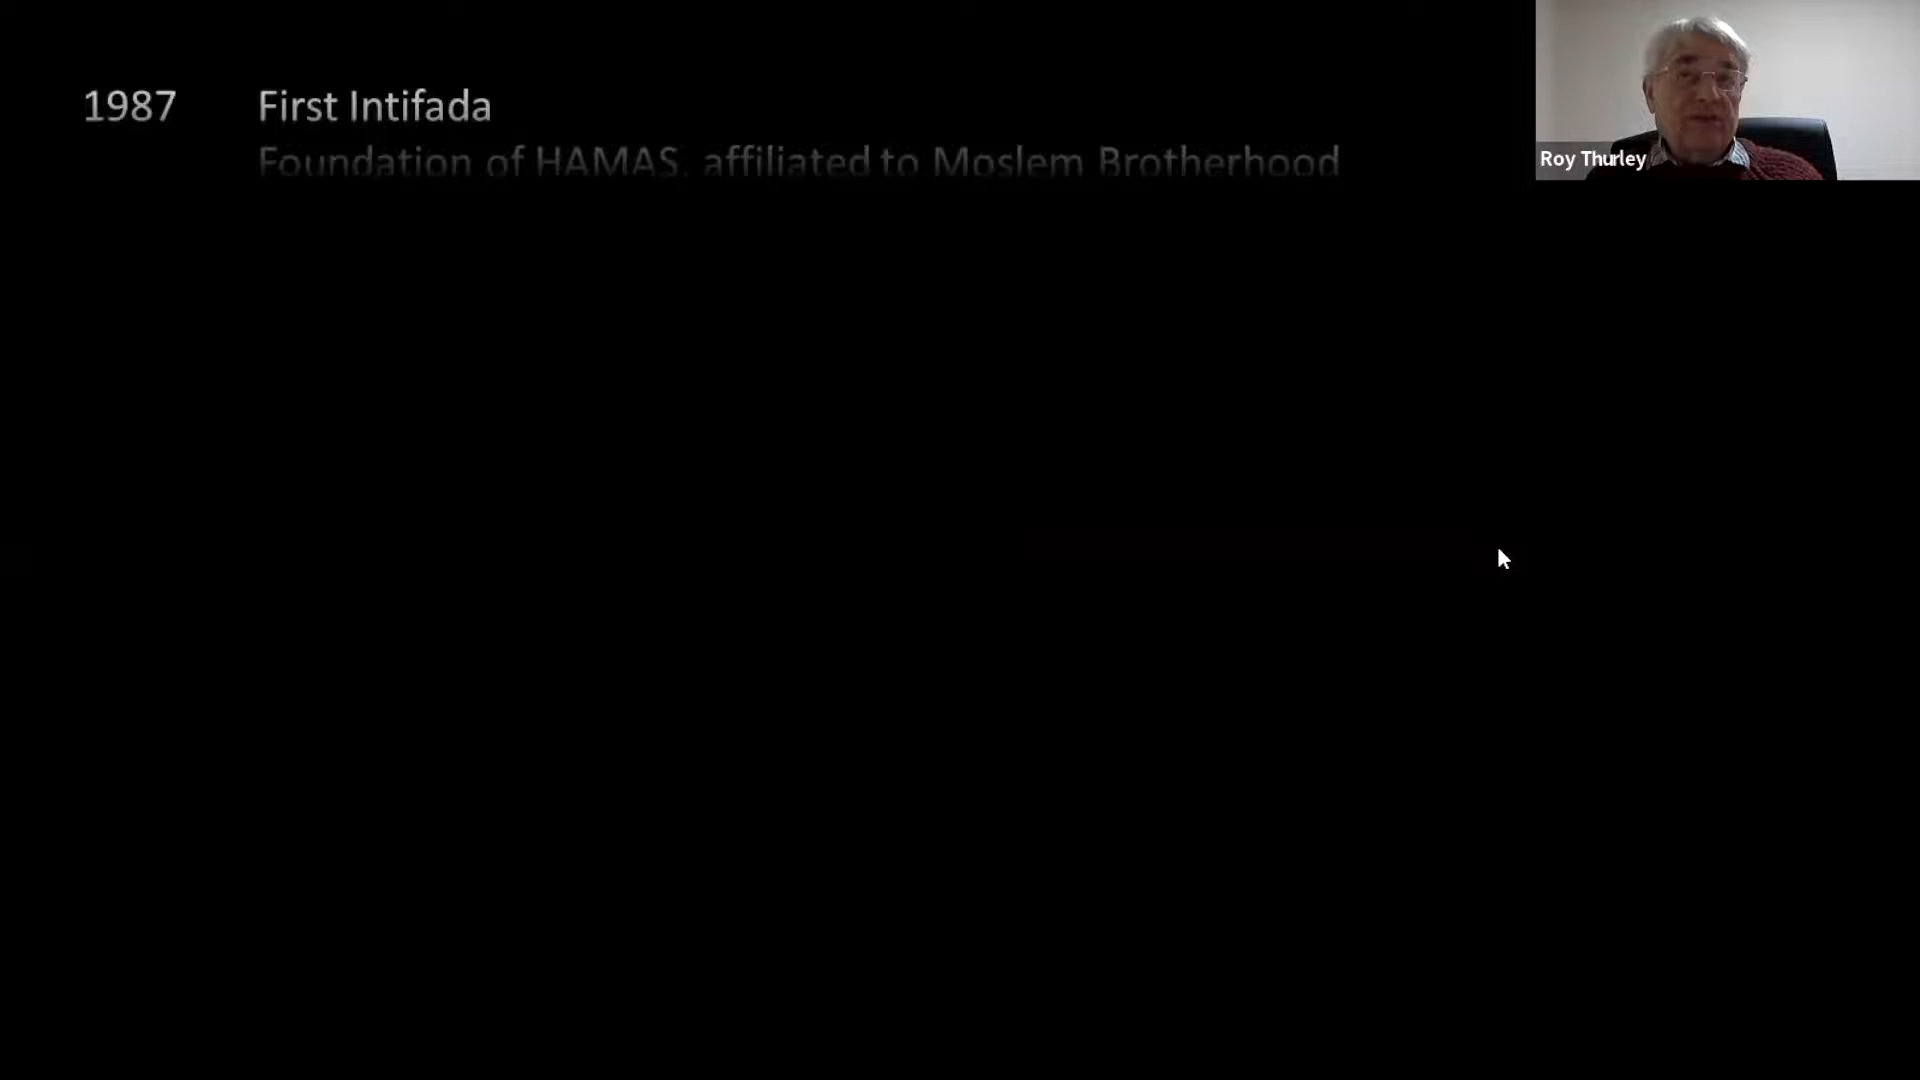 1987 First Intifada
Foundation of HAMAS, affiliated to Moslem Brotherhood
Roy Thurley